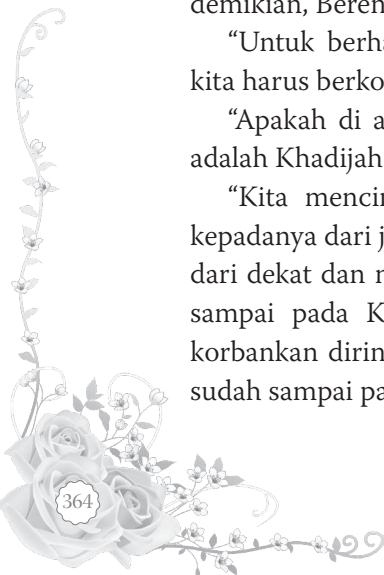 demikian, Beren
“Untuk berha
kita harus berko
“Apakah di a
adalah Khadijah
“Kita mencin
kepadanya dari j
dari dekat dan n
sampai pada K
korbankan dirin
sudah sampai pa
364